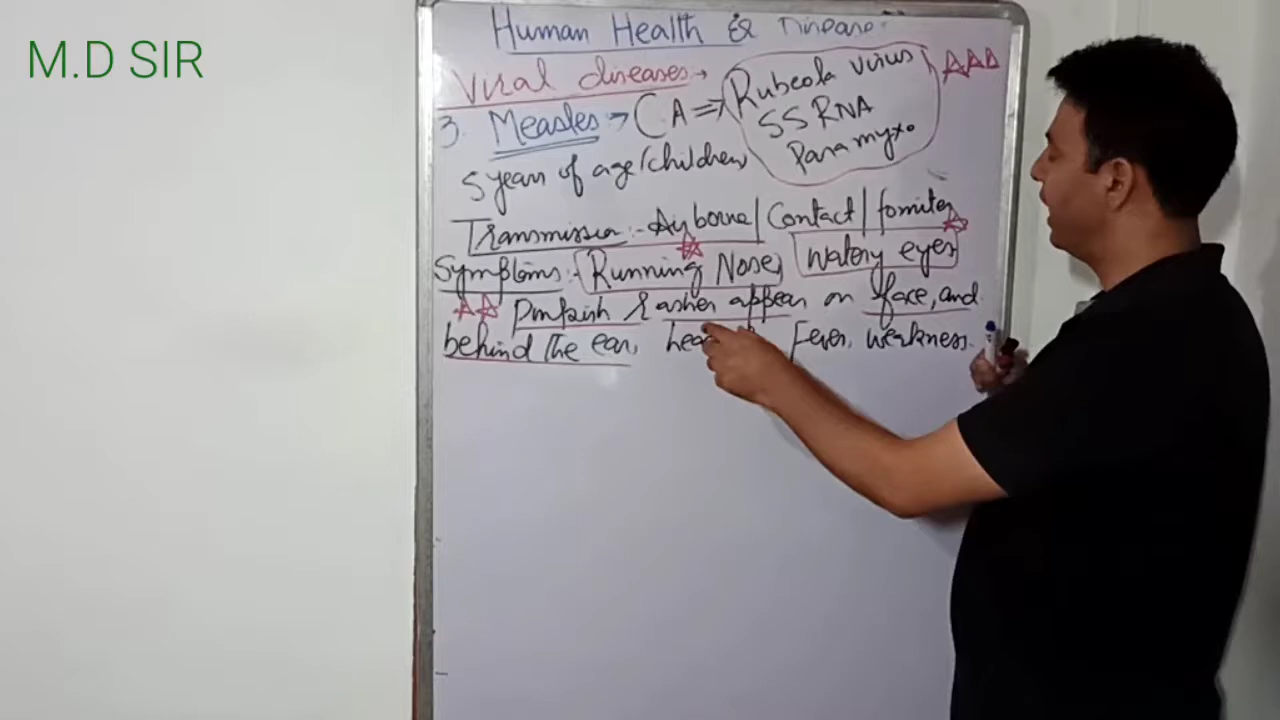 M.D SIR
Human Health & Disease
Viral diseases →
3. Measles → CA ⇒ Rubeola virus
SS RNA
Paramyxo
5 years of age/children
Transmission :- Airborne/Contact/fomites
Symptoms : Running Nose, Watery eyes
Pinkish rashes appear on face, and
behind the ear, Fever, weakness.